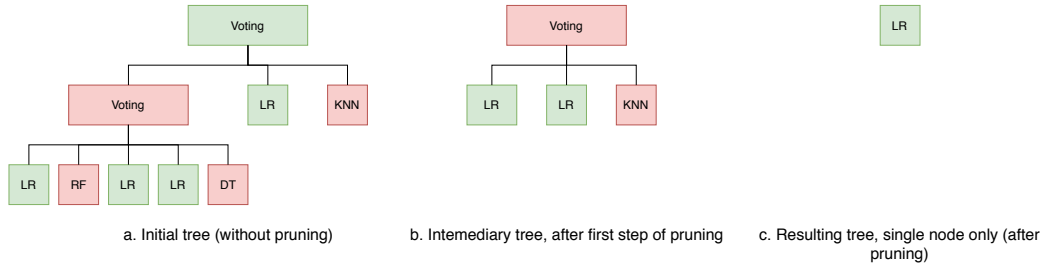 Voting
Voting
LR
KNN
LR
RF
LR
LR
DT
a. Initial tree (without pruning)
Voting
LR
LR
KNN
b. Intemediary tree, after first step of pruning
LR
c. Resulting tree, single node only (after
pruning)